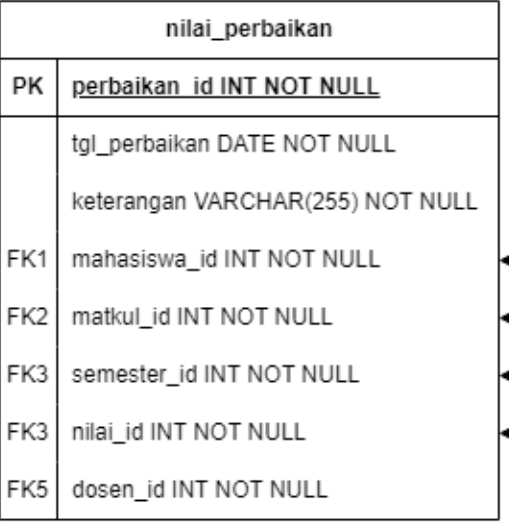 nilai_perbaikan
PK perbaikan_id INT NOT NULL
tgl_perbaikan DATE NOT NULL
keterangan VARCHAR(255) NOT NULL
FK1 mahasiswa_id INT NOT NULL
FK2 matkul_id INT NOT NULL
FK3 semester_id INT NOT NULL
FK3 nilai_id INT NOT NULL
FK5 dosen_id INT NOT NULL